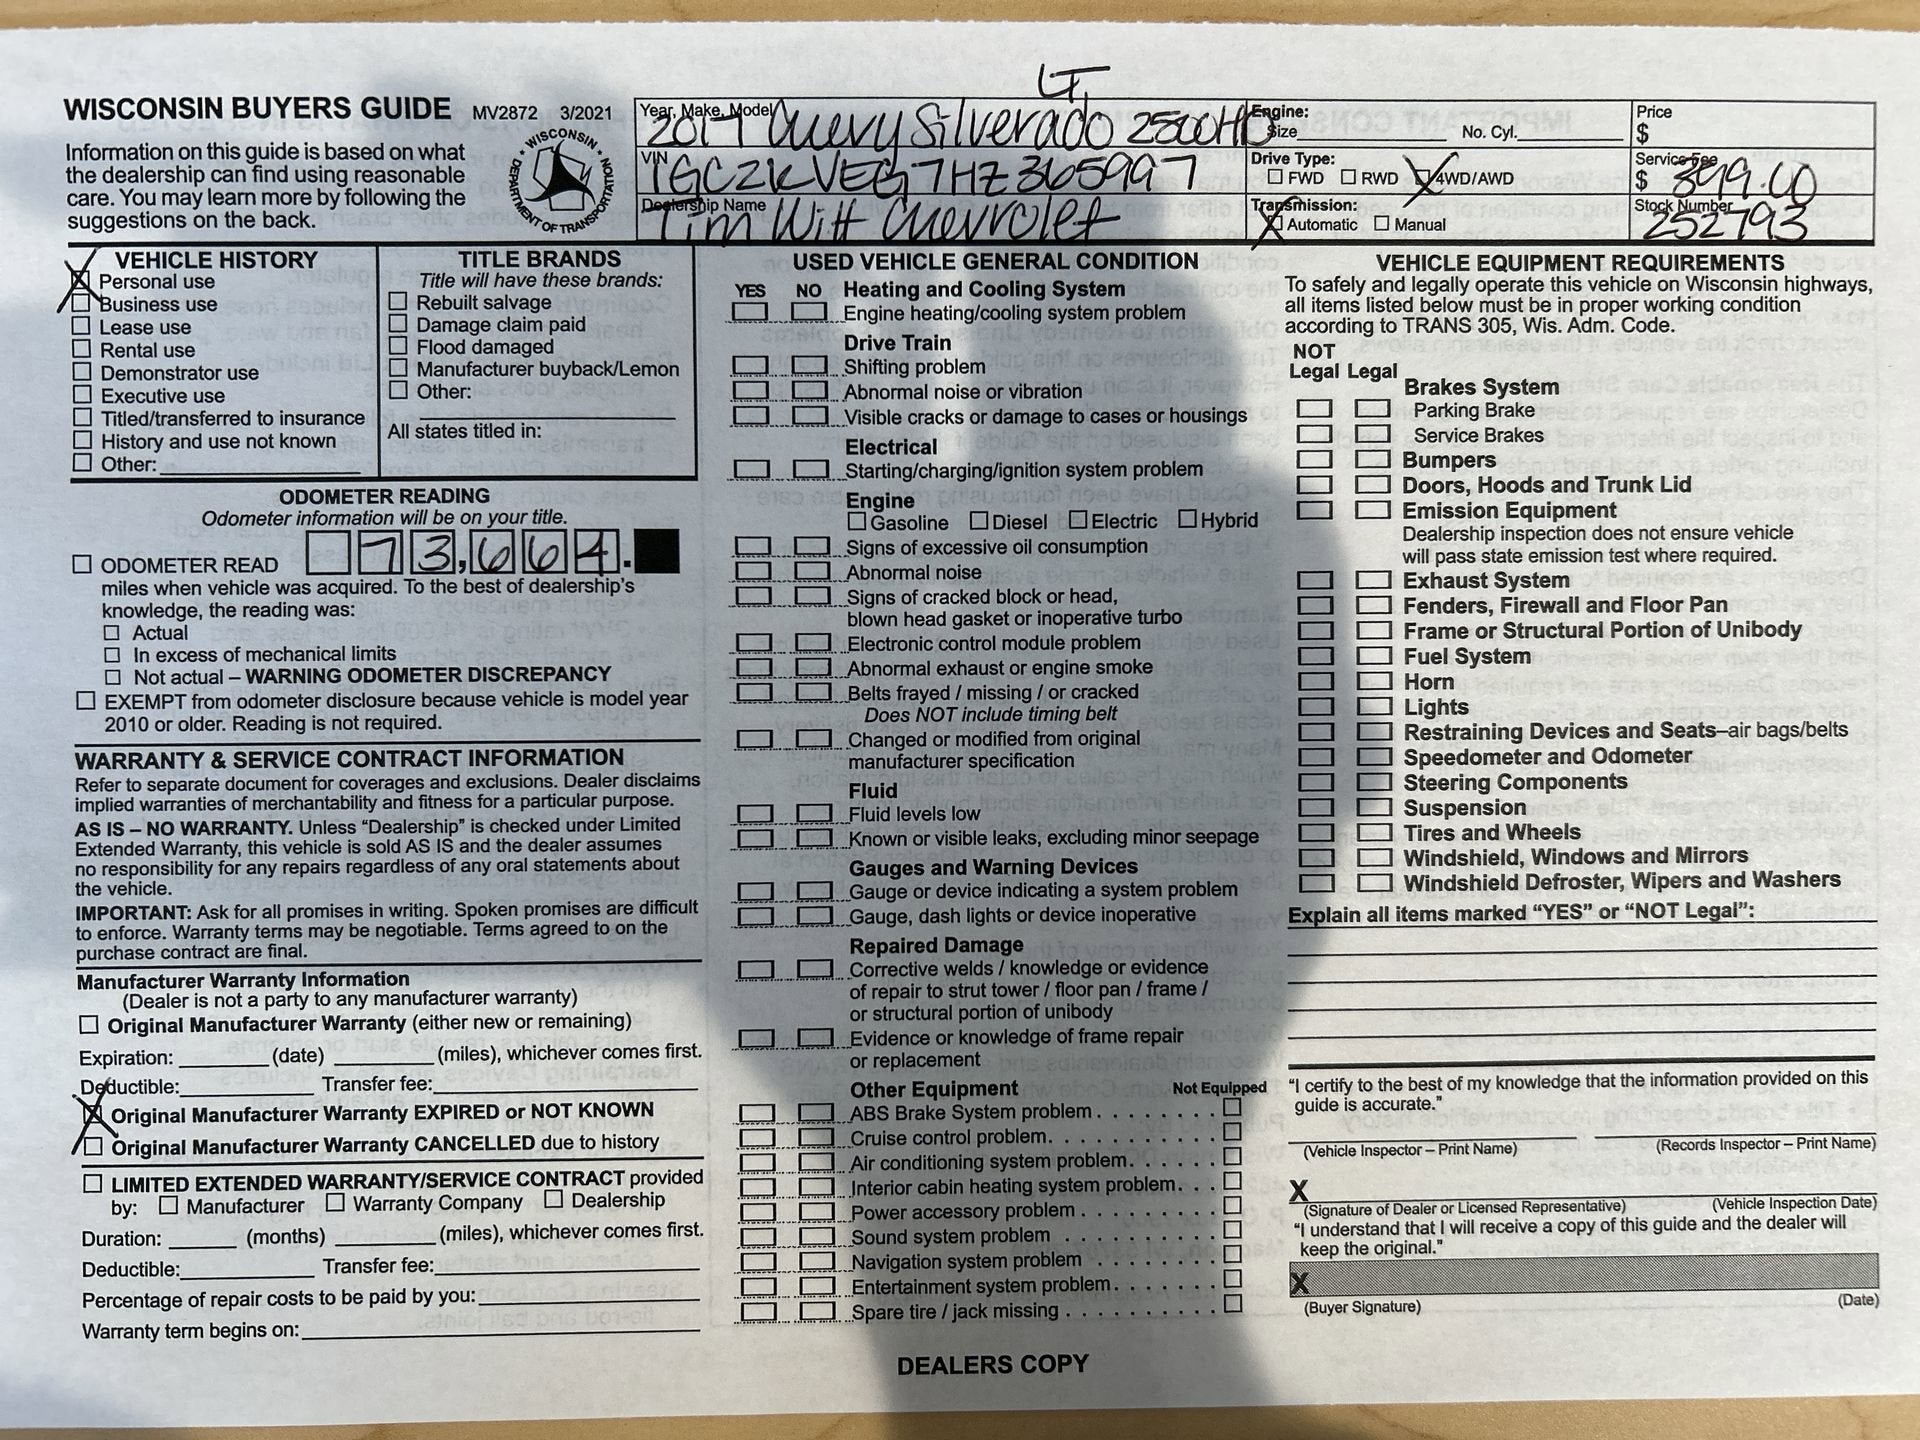 WISCONSIN BUYERS GUIDE MV2872 3/2021
Information on this guide is based on what
the dealership can find using reasonable
care. You may learn more by following the
suggestions on the back.
WISCONSIN
DEPARTMENT OF TRANSPORTATION
LT
Year, Make, Model 2017 Chevy Silverado 2500HD
VIN 1GC2KVEG7HZ365997
Dealership Name Tim Witt Chevrolet
Engine:
Size No. Cyl.
Drive Type:
FWD RWD 4WD/AWD
Transmission:
Automatic Manual
Price
$
Service Fee
$ 399.00
Stock Number
252793
VEHICLE HISTORY
Personal use
Business use
Lease use
Rental use
Demonstrator use
Executive use
Titled/transferred to insurance
History and use not known
Other:
TITLE BRANDS
Title will have these brands:
Rebuilt salvage
Damage claim paid
Flood damaged
Manufacturer buyback/Lemon
Other:
All states titled in:
ODOMETER READING
Odometer information will be on your title.
ODOMETER READ 73,664.
miles when vehicle was acquired. To the best of dealership's
knowledge, the reading was:
Actual
In excess of mechanical limits
Not actual – WARNING ODOMETER DISCREPANCY
EXEMPT from odometer disclosure because vehicle is model year
2010 or older. Reading is not required.
WARRANTY & SERVICE CONTRACT INFORMATION
Refer to separate document for coverages and exclusions. Dealer disclaims
implied warranties of merchantability and fitness for a particular purpose.
AS IS – NO WARRANTY. Unless “Dealership” is checked under Limited
Extended Warranty, this vehicle is sold AS IS and the dealer assumes
no responsibility for any repairs regardless of any oral statements about
the vehicle.
IMPORTANT: Ask for all promises in writing. Spoken promises are difficult
to enforce. Warranty terms may be negotiable. Terms agreed to on the
purchase contract are final.
Manufacturer Warranty Information
(Dealer is not a party to any manufacturer warranty)
Original Manufacturer Warranty (either new or remaining)
Expiration: (date) (miles), whichever comes first.
Deductible: Transfer fee:
Original Manufacturer Warranty EXPIRED or NOT KNOWN
Original Manufacturer Warranty CANCELLED due to history
LIMITED EXTENDED WARRANTY/SERVICE CONTRACT provided
by: Manufacturer Warranty Company Dealership
Duration: (months) (miles), whichever comes first.
Deductible: Transfer fee:
Percentage of repair costs to be paid by you:
Warranty term begins on:
USED VEHICLE GENERAL CONDITION
YES NO Heating and Cooling System
Engine heating/cooling system problem
Drive Train
Shifting problem
Abnormal noise or vibration
Visible cracks or damage to cases or housings
Electrical
Starting/charging/ignition system problem
Engine
Gasoline Diesel Electric Hybrid
Signs of excessive oil consumption
Abnormal noise
Signs of cracked block or head,
blown head gasket or inoperative turbo
Electronic control module problem
Abnormal exhaust or engine smoke
Belts frayed / missing / or cracked
Does NOT include timing belt
Changed or modified from original
manufacturer specification
Fluid
Fluid levels low
Known or visible leaks, excluding minor seepage
Gauges and Warning Devices
Gauge or device indicating a system problem
Gauge, dash lights or device inoperative
Repaired Damage
Corrective welds / knowledge or evidence
of repair to strut tower / floor pan / frame /
or structural portion of unibody
Evidence or knowledge of frame repair
or replacement
Other Equipment Not Equipped
ABS Brake System problem
Cruise control problem
Air conditioning system problem
Interior cabin heating system problem
Power accessory problem
Sound system problem
Navigation system problem
Entertainment system problem
Spare tire / jack missing
VEHICLE EQUIPMENT REQUIREMENTS
To safely and legally operate this vehicle on Wisconsin highways,
all items listed below must be in proper working condition
according to TRANS 305, Wis. Adm. Code.
NOT
Legal Legal
Brakes System
Parking Brake
Service Brakes
Bumpers
Doors, Hoods and Trunk Lid
Emission Equipment
Dealership inspection does not ensure vehicle
will pass state emission test where required.
Exhaust System
Fenders, Firewall and Floor Pan
Frame or Structural Portion of Unibody
Fuel System
Horn
Lights
Restraining Devices and Seats–air bags/belts
Speedometer and Odometer
Steering Components
Suspension
Tires and Wheels
Windshield, Windows and Mirrors
Windshield Defroster, Wipers and Washers
Explain all items marked “YES” or “NOT Legal”:
“I certify to the best of my knowledge that the information provided on this
guide is accurate.”
(Vehicle Inspector – Print Name) (Records Inspector – Print Name)
X
(Signature of Dealer or Licensed Representative) (Vehicle Inspection Date)
“I understand that I will receive a copy of this guide and the dealer will
keep the original.”
X
(Buyer Signature) (Date)
DEALERS COPY